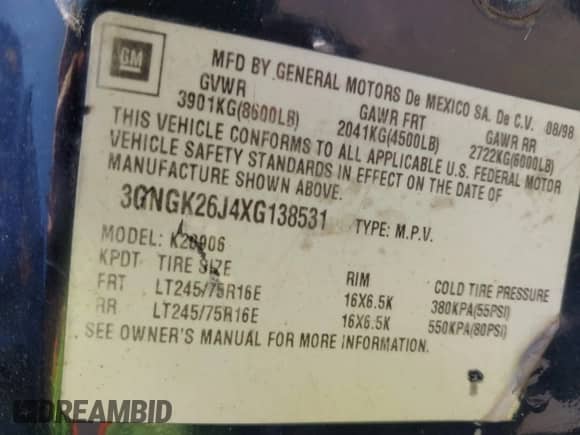 GM
MFD BY GENERAL MOTORS De MEXICO SA. De C.V. 08/98
GVWR GAWR FRT GAWR RR
3901KG(8600LB) 2041KG(4500LB) 2722KG(6000LB)
THIS VEHICLE CONFORMS TO ALL APPLICABLE U.S. FEDERAL MOTOR
VEHICLE SAFETY STANDARDS IN EFFECT ON THE DATE OF
MANUFACTURE SHOWN ABOVE.
3GNGK26J4XG138531 TYPE: M.P.V.
MODEL: K20906
KPDT TIRE SIZE RIM COLD TIRE PRESSURE
FRT LT245/75R16E 16X6.5K 380KPA(55PSI)
RR LT245/75R16E 16X6.5K 550KPA(80PSI)
SEE OWNER'S MANUAL FOR MORE INFORMATION.
DREAMBID